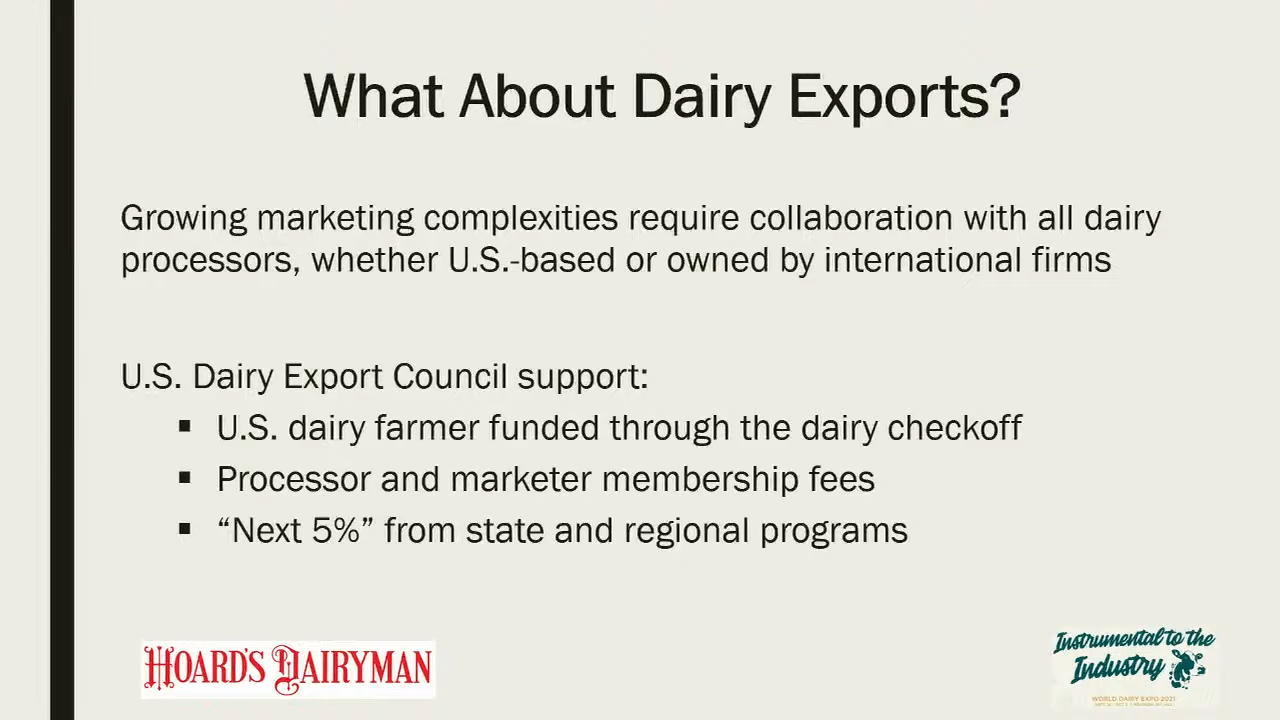 What About Dairy Exports?
Growing marketing complexities require collaboration with all dairy
processors, whether U.S.-based or owned by international firms
U.S. Dairy Export Council support:
▪ U.S. dairy farmer funded through the dairy checkoff
▪ Processor and marketer membership fees
▪ “Next 5%” from state and regional programs
HOARD'S DAIRYMAN
Instrumental to the
Industry
WORLD DAIRY EXPO 2021